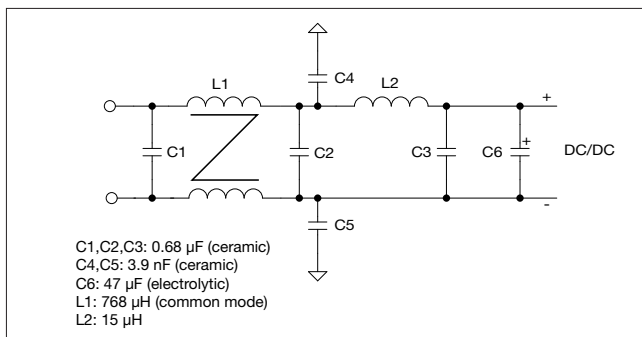 C4
L1
L2
+
C1
C2
C3
C6
+
DC/DC
-
C5
C1,C2,C3: 0.68 µF (ceramic)
C4,C5: 3.9 nF (ceramic)
C6: 47 µF (electrolytic)
L1: 768 µH (common mode)
L2: 15 µH